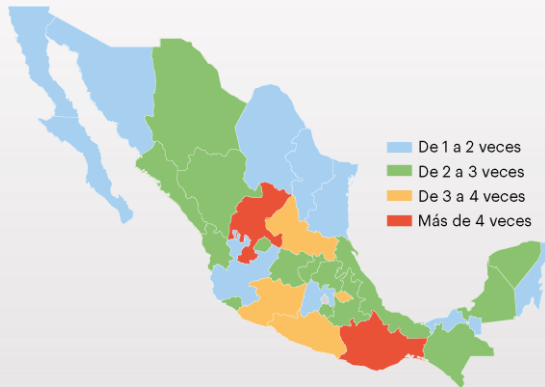 De 1 a 2 veces
De 2 a 3 veces
De 3 a 4 veces
Más de 4 veces